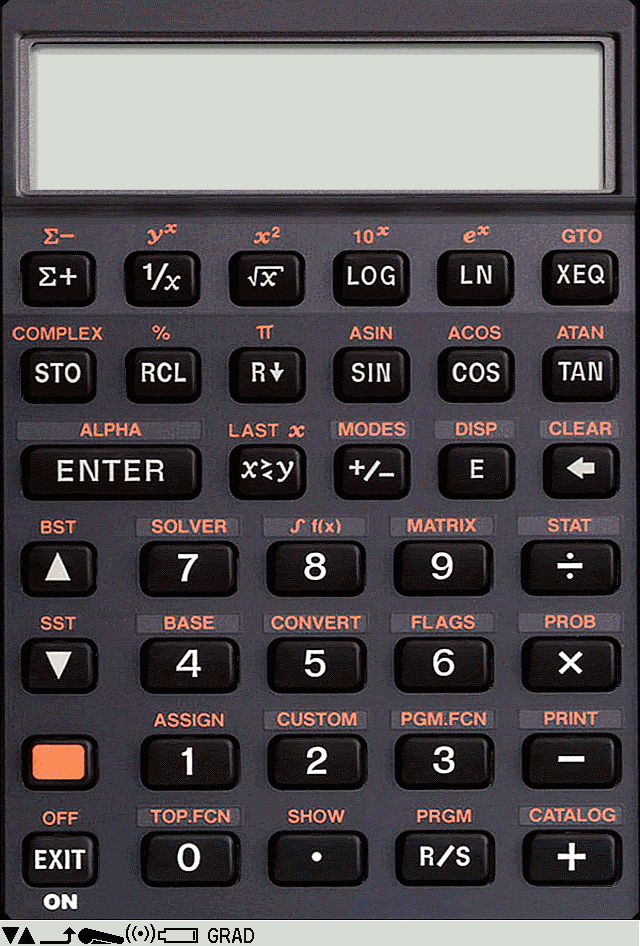 Σ− yˣ x² 10ˣ eˣ GTO
Σ+ 1/x √x LOG LN XEQ
COMPLEX % π ASIN ACOS ATAN
STO RCL R↓ SIN COS TAN
ALPHA LAST x MODES DISP CLEAR
ENTER x≷y +/− E ←
BST SOLVER ∫f(x) MATRIX STAT
▲ 7 8 9 ÷
SST BASE CONVERT FLAGS PROB
▼ 4 5 6 ×
ASSIGN CUSTOM PGM.FCN PRINT
1 2 3 −
OFF TOP.FCN SHOW PRGM CATALOG
EXIT 0 · R/S +
ON
▼▲ GRAD